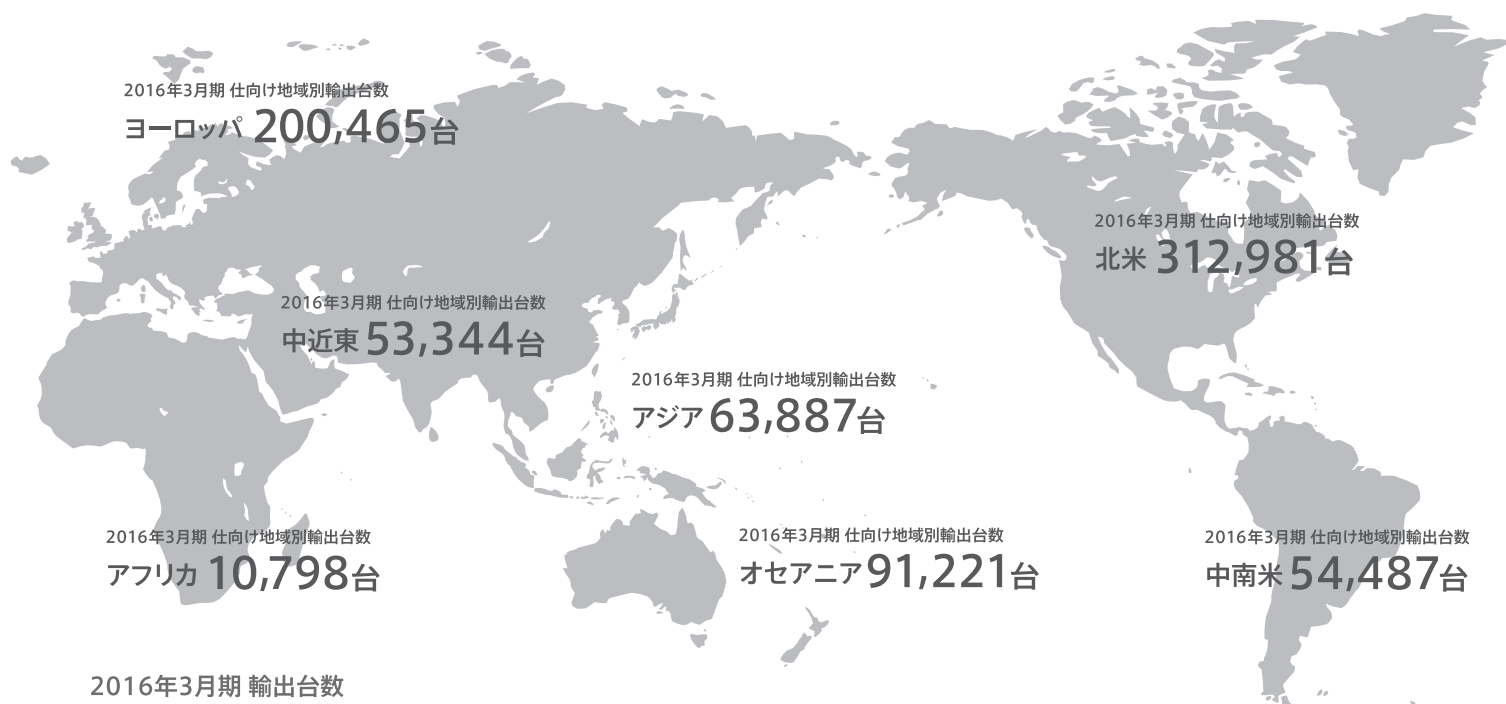 2016年3月期 仕向け地域別輸出台数
ヨーロッパ 200,465台
2016年3月期 仕向け地域別輸出台数
北米 312,981台
2016年3月期 仕向け地域別輸出台数
中近東 53,344台
2016年3月期 仕向け地域別輸出台数
アジア 63,887台
2016年3月期 仕向け地域別輸出台数
アフリカ 10,798台
2016年3月期 仕向け地域別輸出台数
オセアニア 91,221台
2016年3月期 仕向け地域別輸出台数
中南米 54,487台
2016年3月期 輸出台数